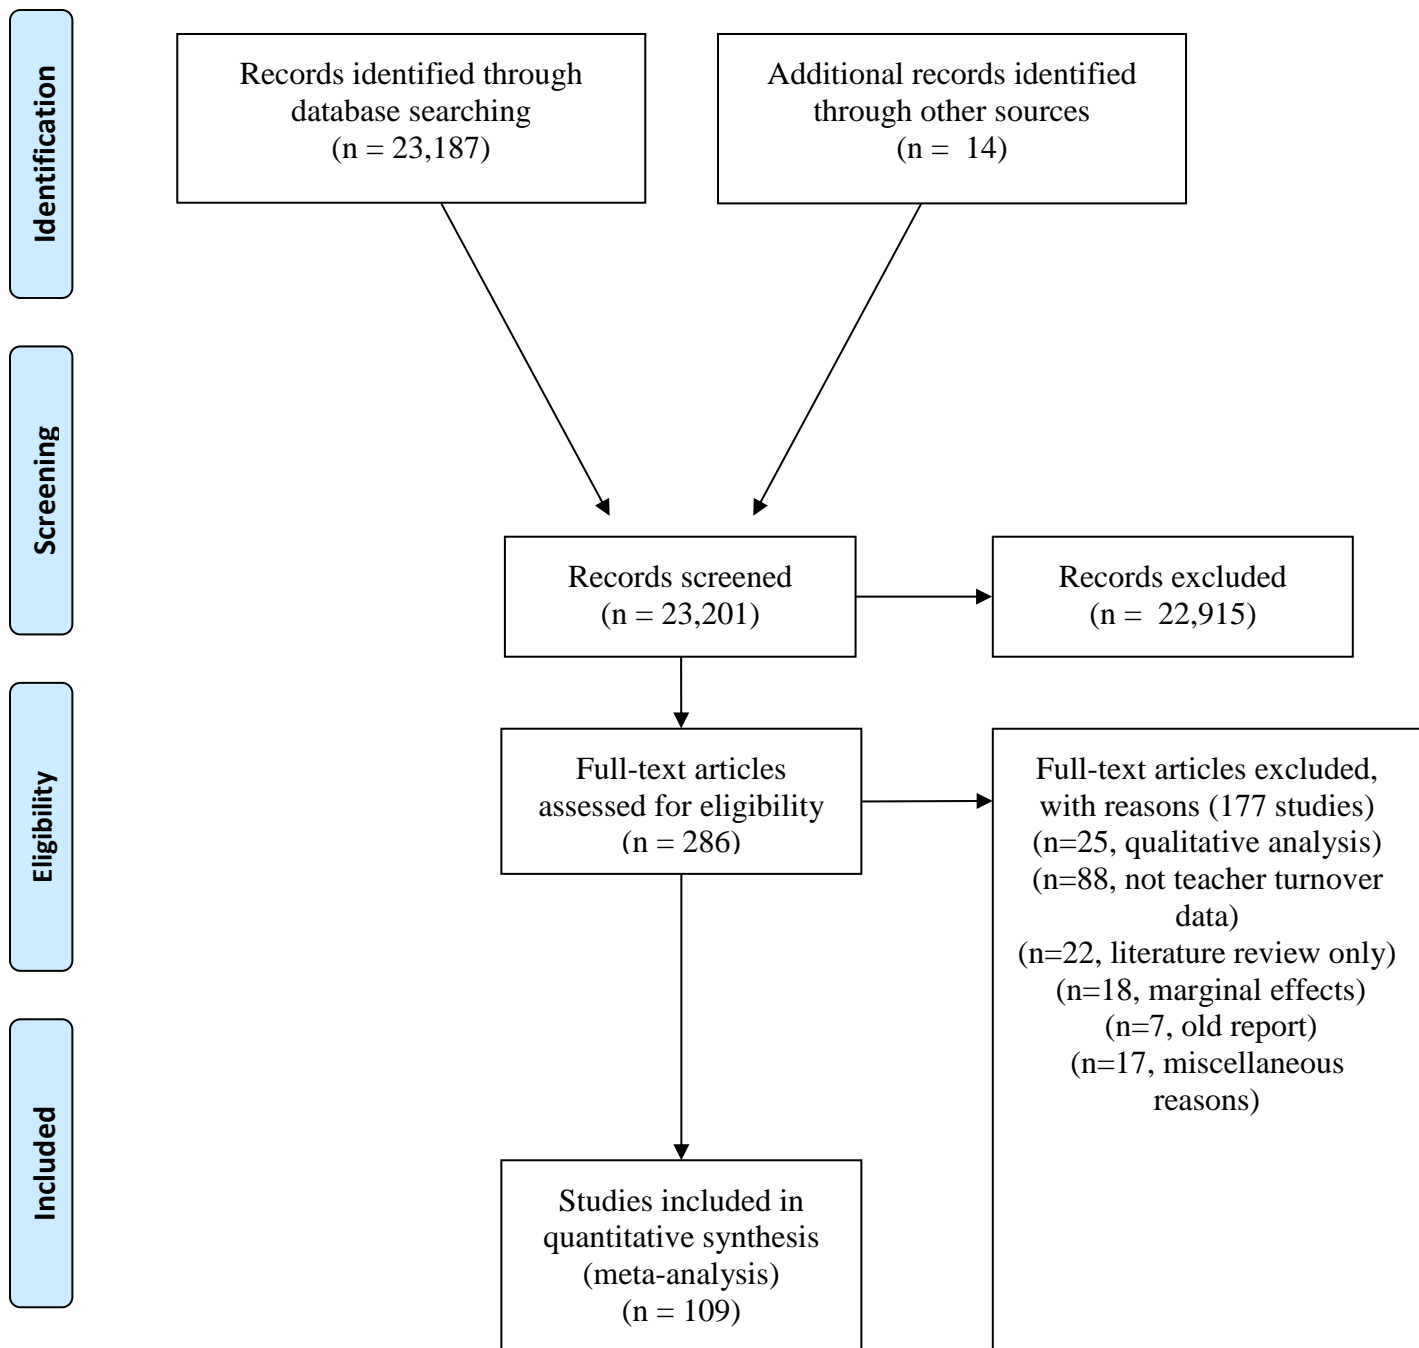 Identification
Records identified through
database searching
(n = 23,187)
Additional records identified
through other sources
(n =  14)
Screening
Records screened
(n = 23,201)
Records excluded
(n =  22,915)
Eligibility
Full-text articles
assessed for eligibility
(n = 286)
Full-text articles excluded,
with reasons (177 studies)
(n=25, qualitative analysis)
(n=88, not teacher turnover
data)
(n=22, literature review only)
(n=18, marginal effects)
(n=7, old report)
(n=17, miscellaneous
reasons)
Included
Studies included in
quantitative synthesis
(meta-analysis)
(n = 109)